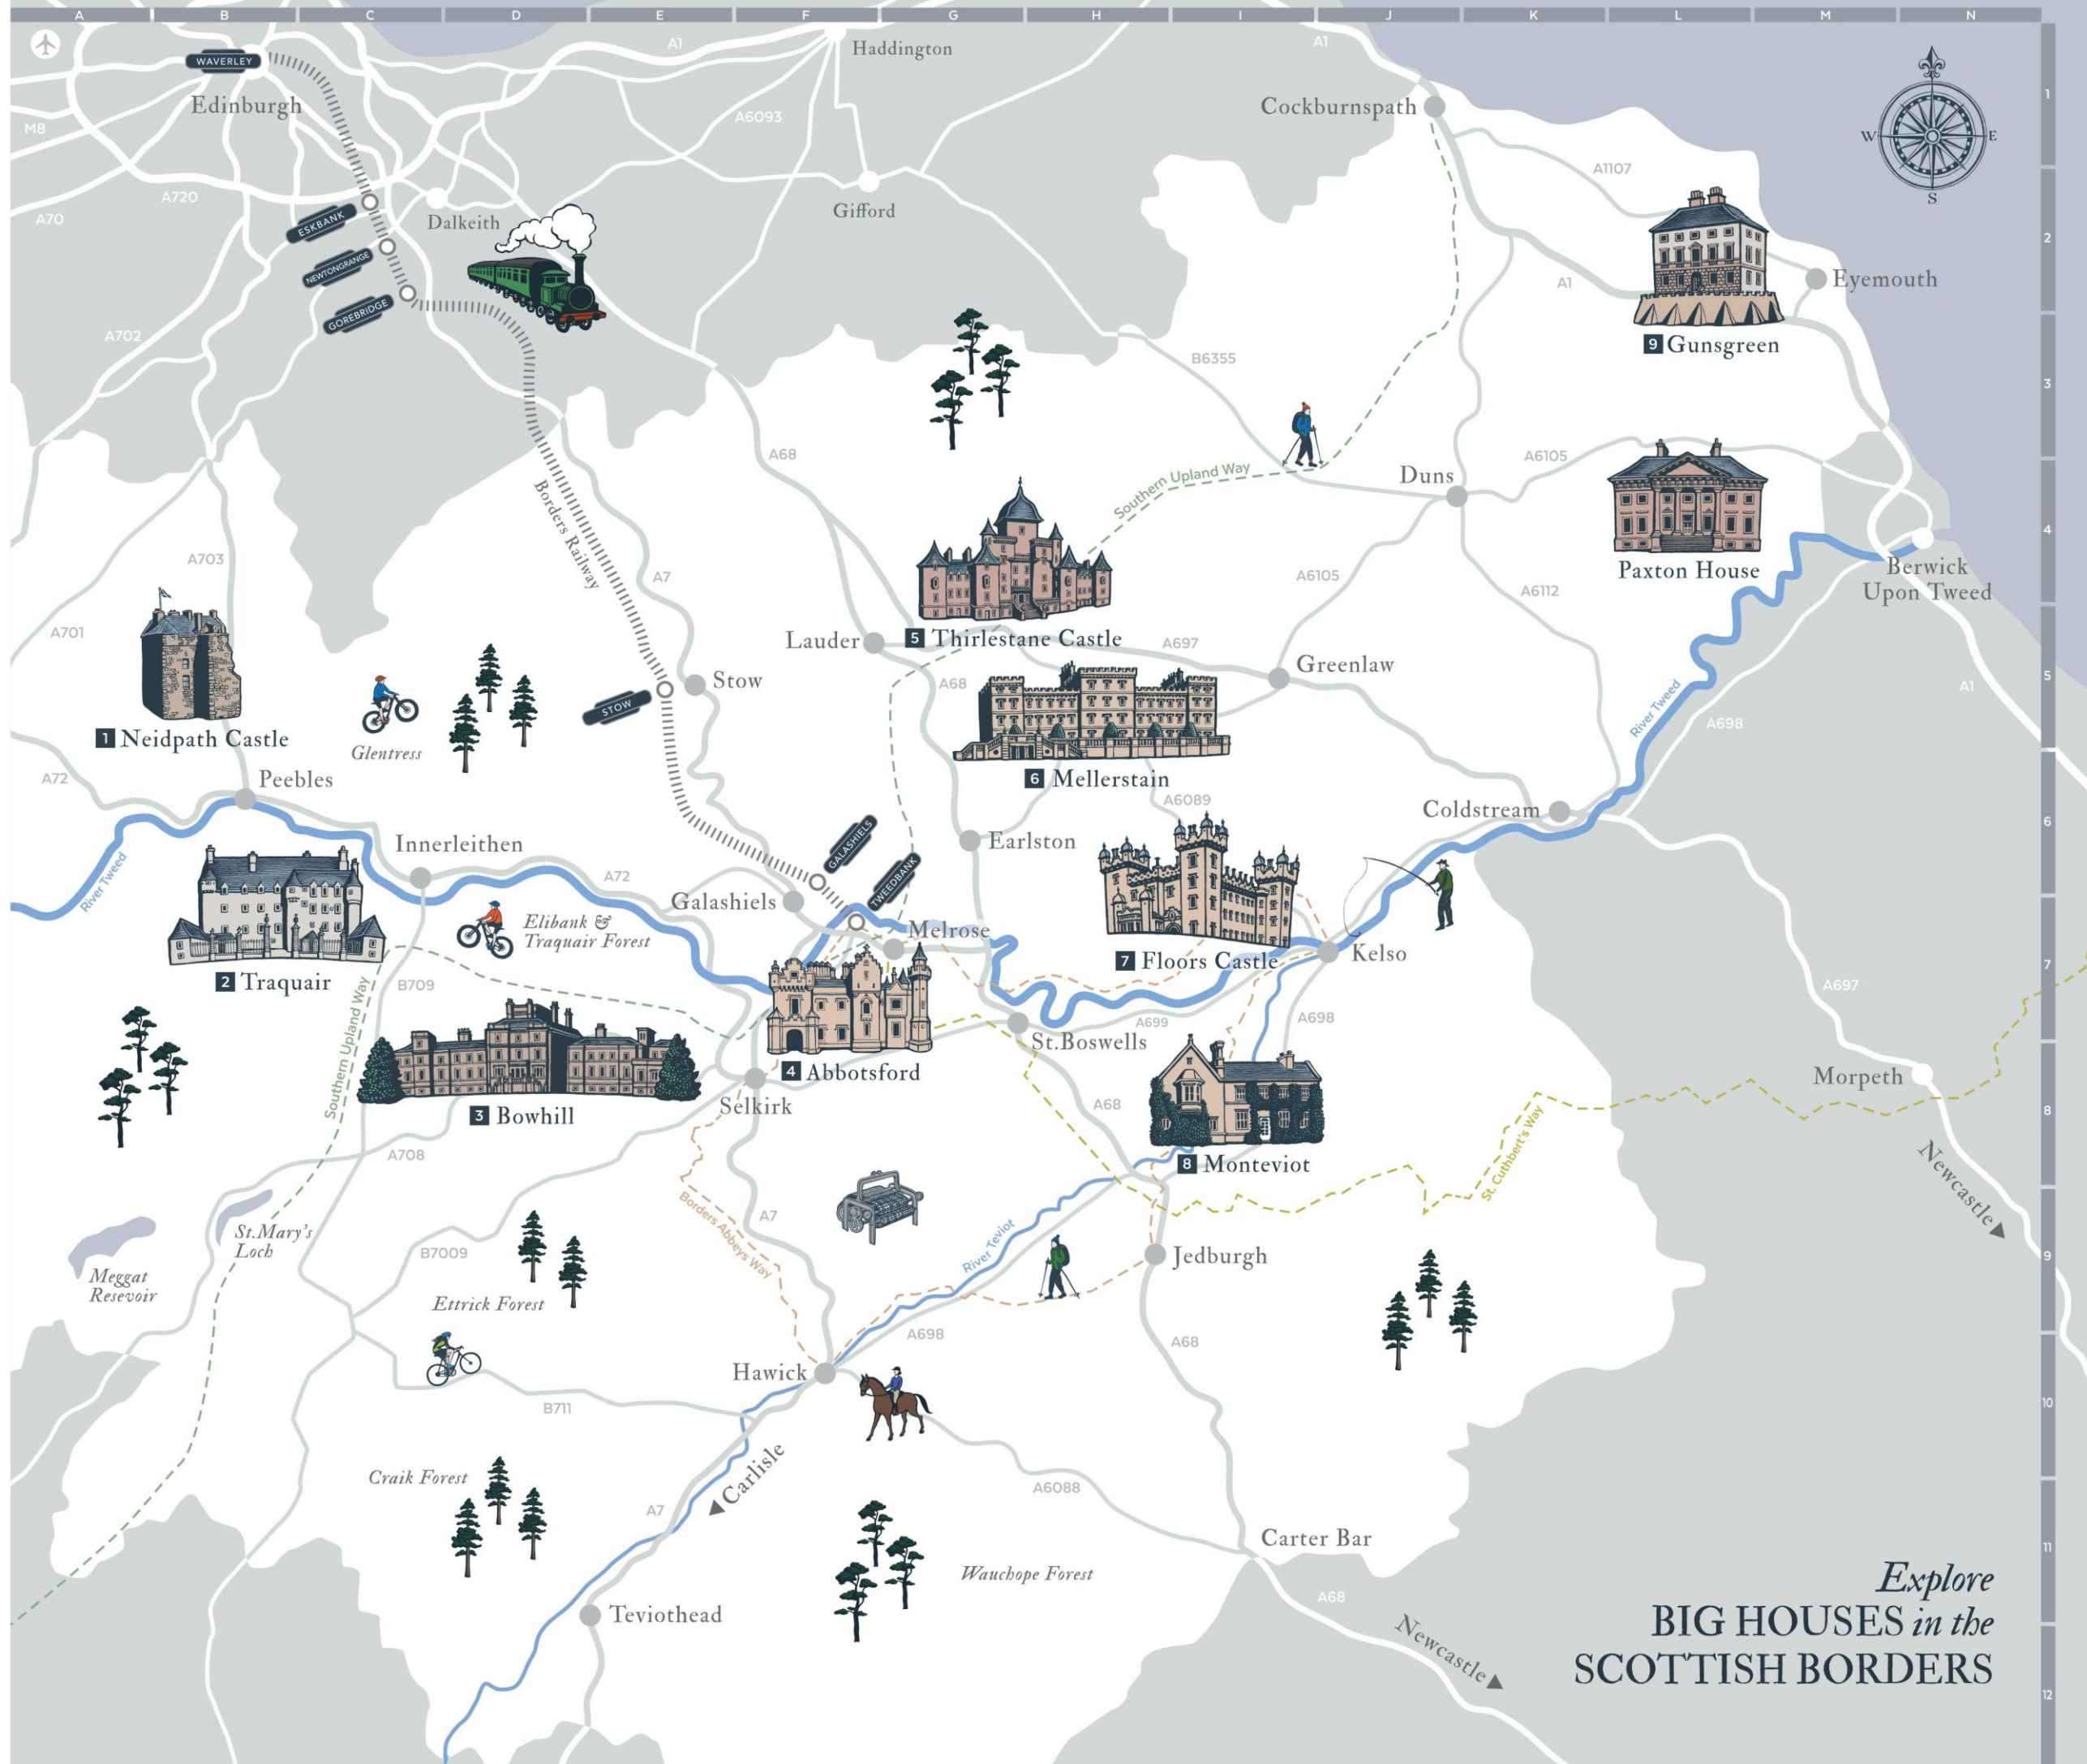 A B C D E F G H I J K L M N
1
2
3
4
5
6
7
8
9
10
11
12
WAVERLEY
Edinburgh
A1
Haddington
A1
Cockburnspath
W E
S
M8
A6093
A1107
A70
A720
ESKBANK
Dalkeith
Gifford
NEWTONGRANGE
GOREBRIDGE
A702
A1
Eyemouth
9 Gunsgreen
B6355
A68
Southern Upland Way
Duns
A6105
Borders Railway
A703
A7
A6105
A6112
Paxton House
Berwick
Upon Tweed
A701
Lauder
5 Thirlestane Castle
A697
Greenlaw
Stow
STOW
A68
River Tweed
A698
A1
1 Neidpath Castle
Glentress
A72
Peebles
6 Mellerstain
A6089
Coldstream
Innerleithen
GALASHIELS
TWEEDBANK
Earlston
River Tweed
A72
Galashiels
Elibank &
Traquair Forest
Melrose
2 Traquair
B709
7 Floors Castle
Kelso
A697
Southern Upland Way
A699
A698
St.Boswells
4 Abbotsford
Selkirk
3 Bowhill
A68
Morpeth
A708
8 Monteviot
St. Cuthbert's Way
Newcastle
Borders Abbeys Way
A7
River Teviot
St.Mary's
Loch
B7009
Jedburgh
Meggat
Resevoir
Ettrick Forest
A698
A68
Hawick
B711
Carlisle
Craik Forest
A7
A6088
Carter Bar
Wauchope Forest
A68
Teviothead
Newcastle
Explore
BIG HOUSES in the
SCOTTISH BORDERS